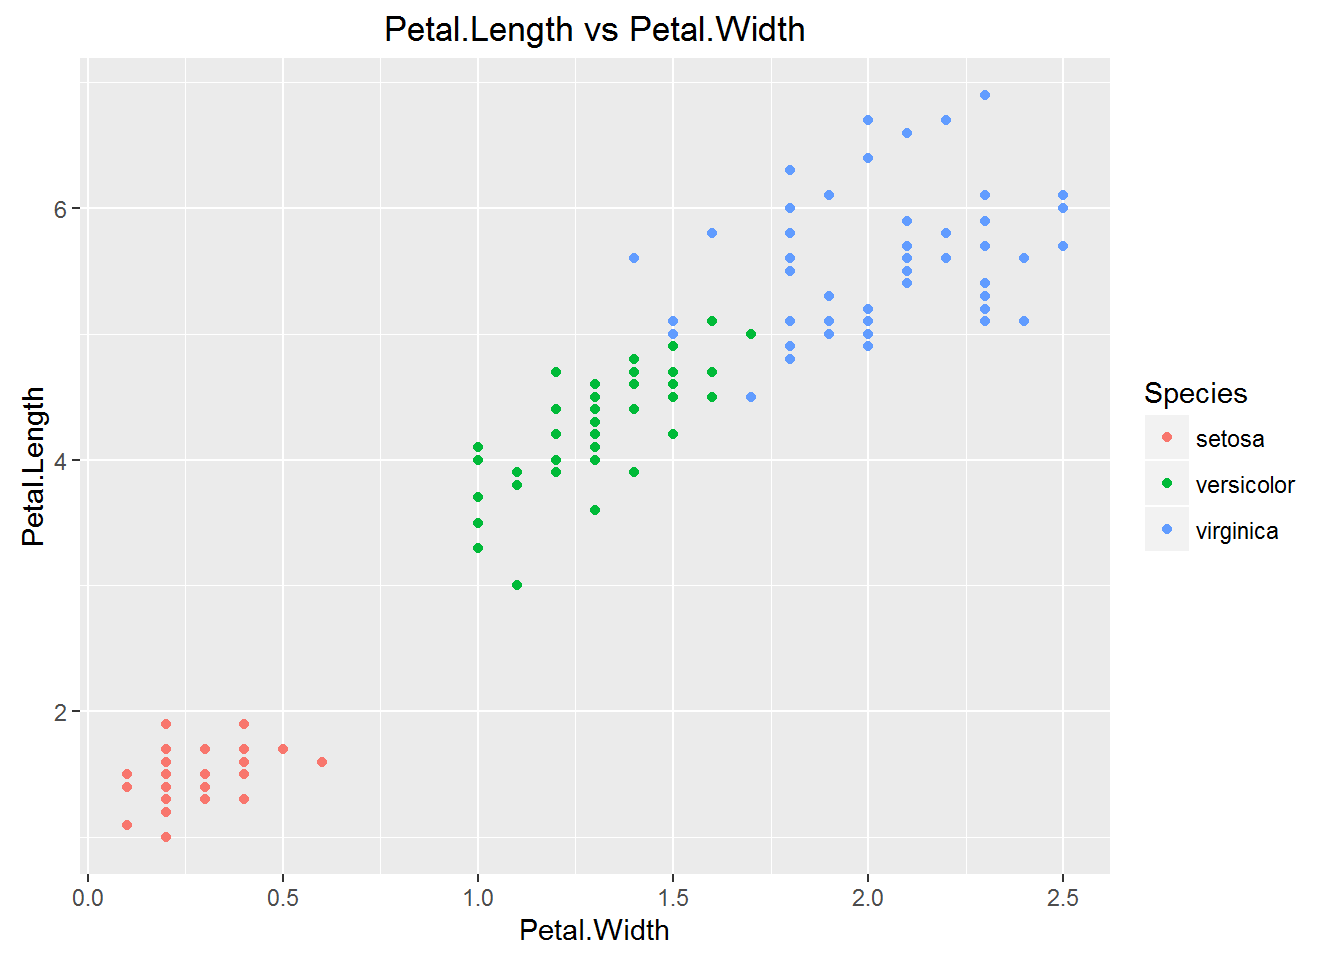 Petal.Length vs Petal.Width
Petal.Length
6
4
2
0.0 0.5 1.0 1.5 2.0 2.5
Petal.Width
Species
setosa
versicolor
virginica